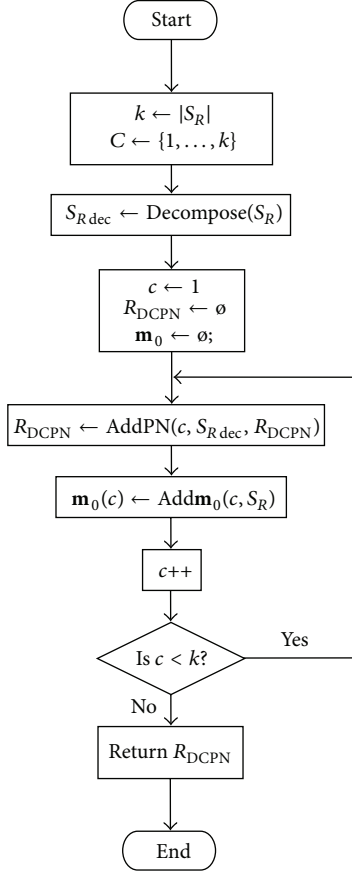 Start
k ← |S_R|
C ← {1, . . . , k}
S_R dec ← Decompose(S_R)
c ← 1
R_DCPN ← ø
m_0 ← ø;
R_DCPN ← AddPN(c, S_R dec, R_DCPN)
m_0(c) ← Addm_0(c, S_R)
c++
Is c < k?
Yes
No
Return R_DCPN
End